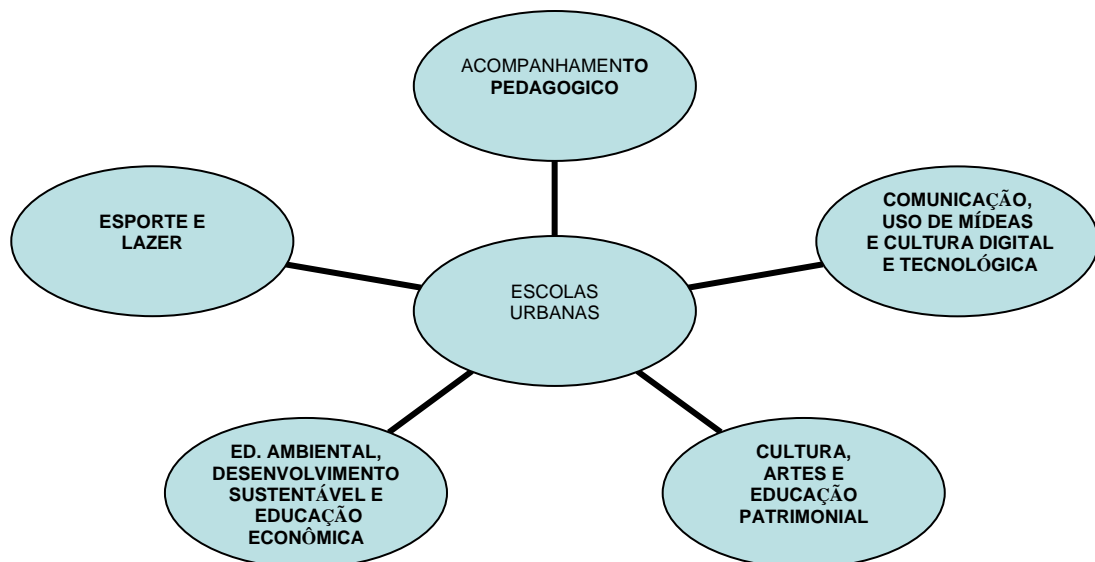 ACOMPANHAMENTO
PEDAGOGICO
ESPORTE E
LAZER
COMUNICAÇÃO,
USO DE MÍDEAS
E CULTURA DIGITAL
E TECNOLÓGICA
ESCOLAS
URBANAS
ED. AMBIENTAL,
DESENVOLVIMENTO
SUSTENTÁVEL E
EDUCAÇÃO
ECONÔMICA
CULTURA,
ARTES E
EDUCAÇÃO
PATRIMONIAL